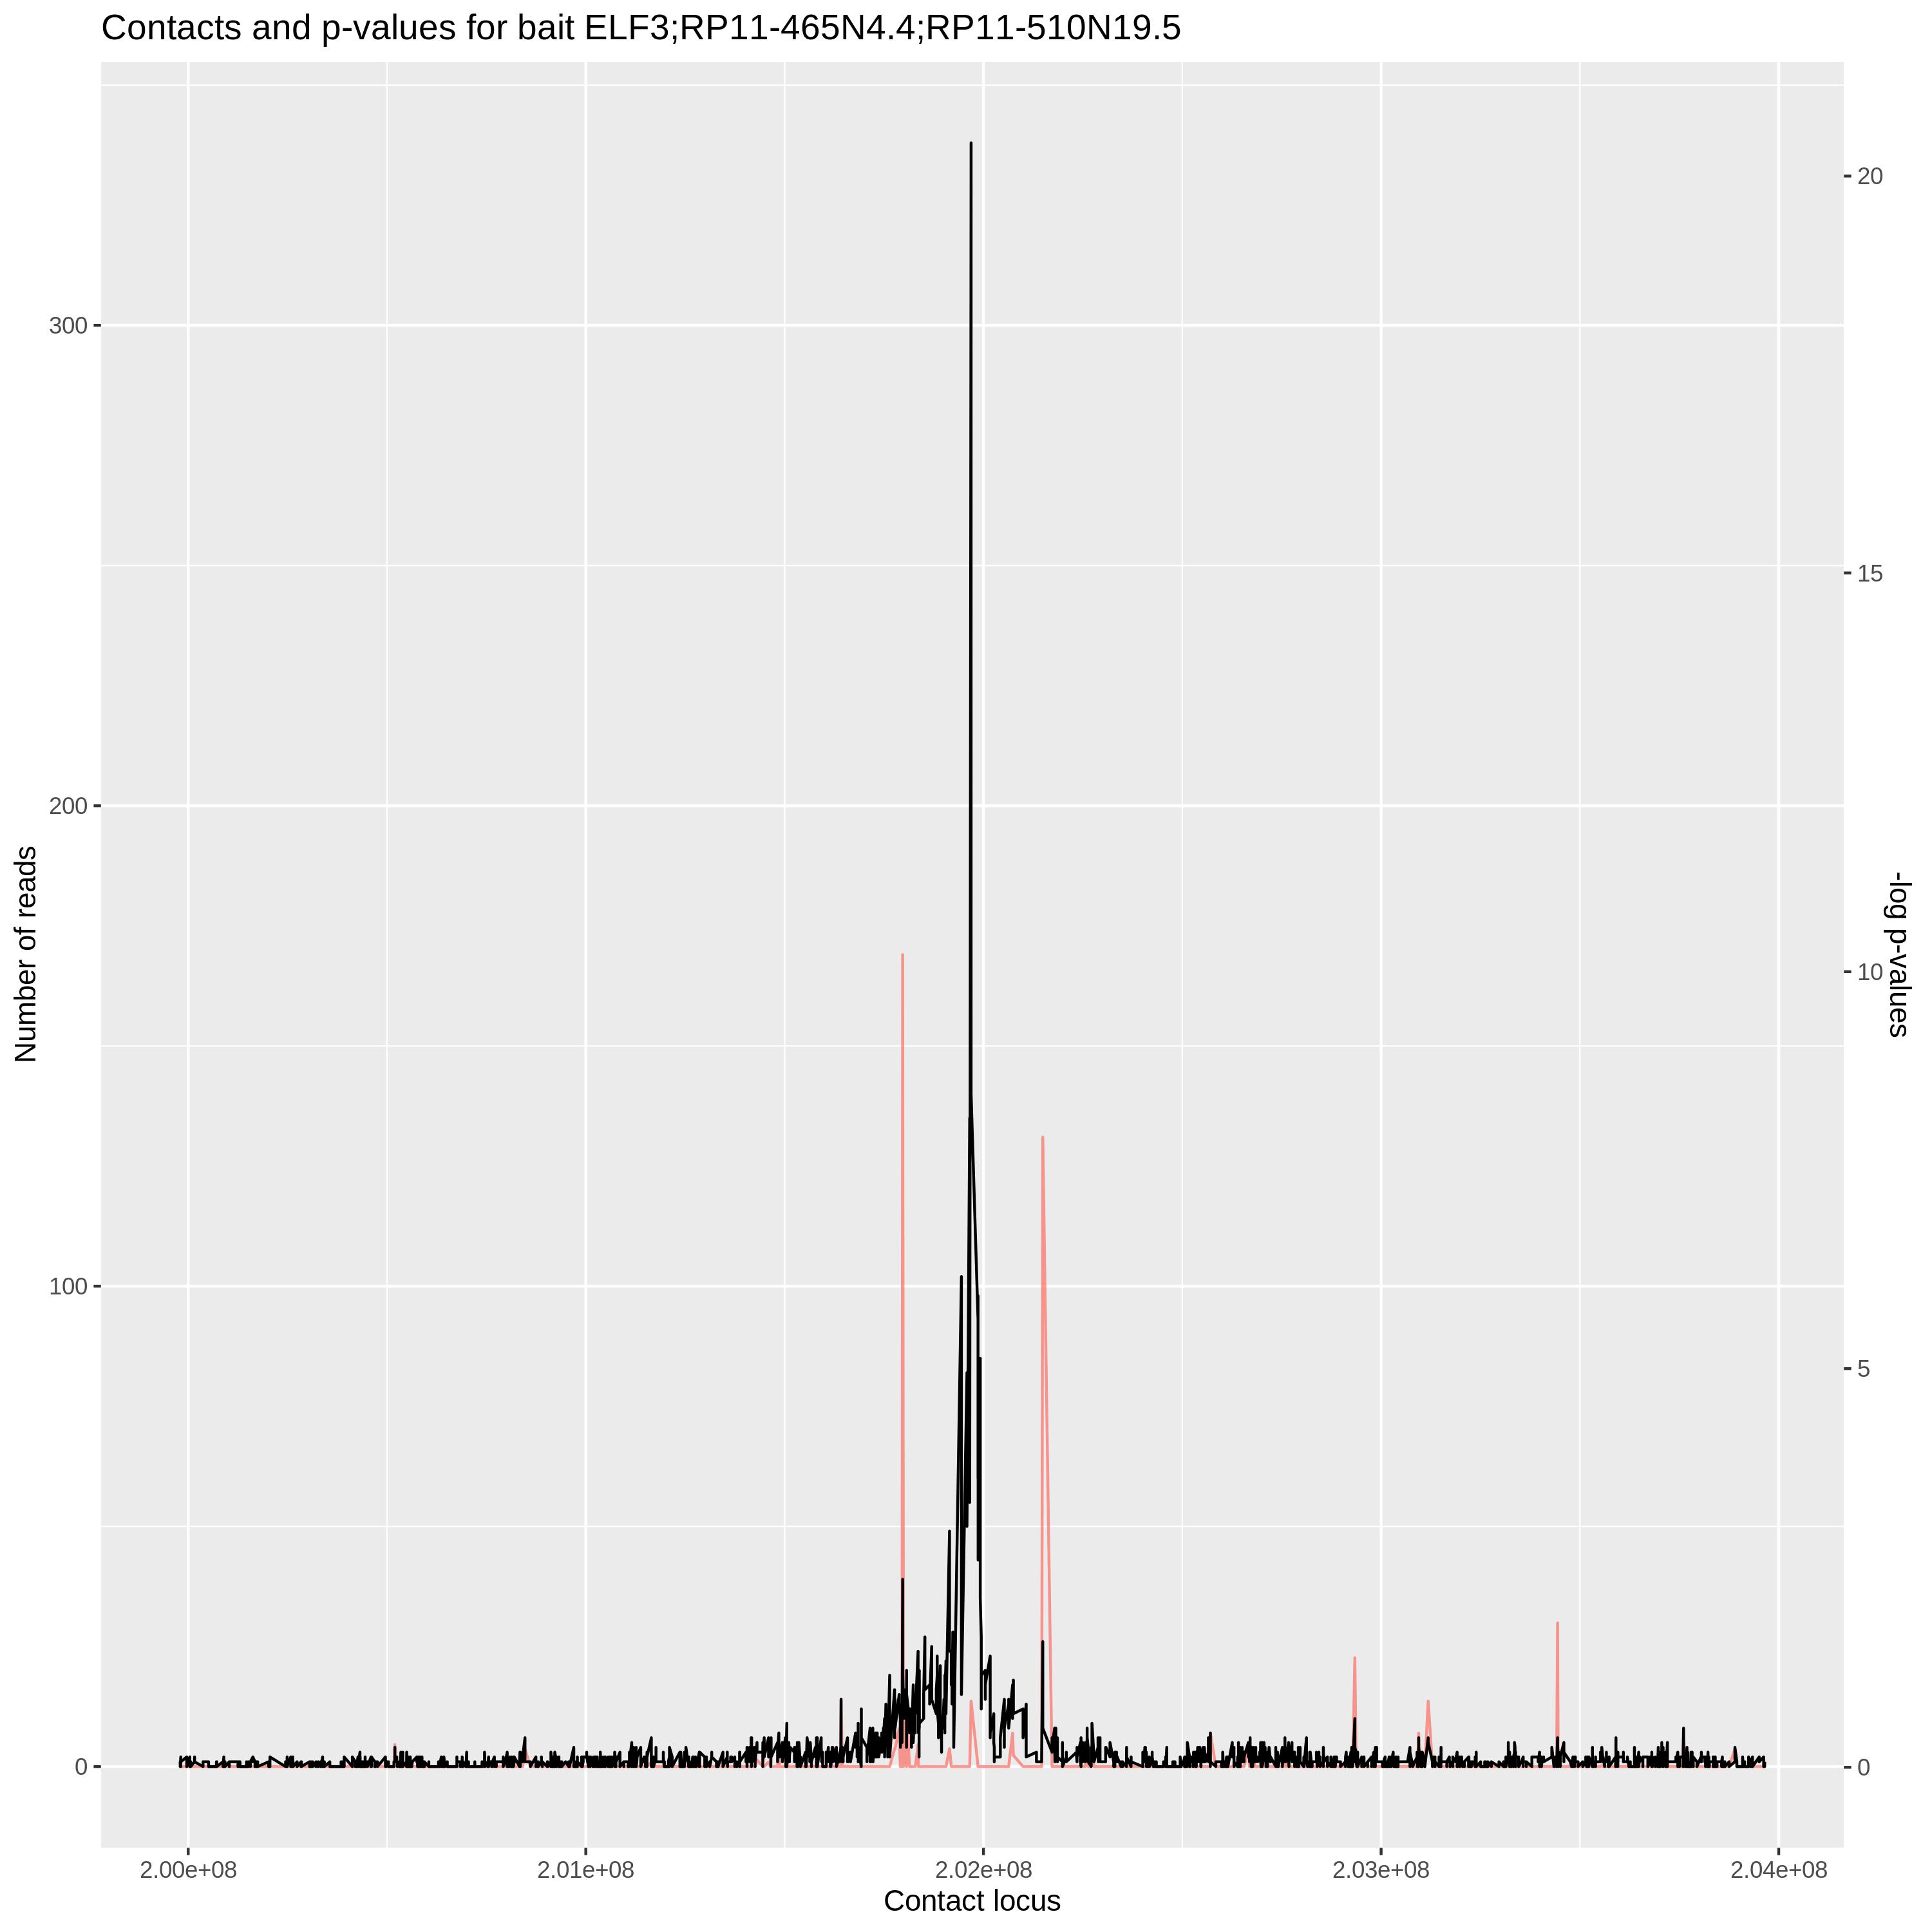 Contacts and p-values for bait ELF3;RP11-465N4.4;RP11-510N19.5
Number of reads
300
200
100
0
20
15
10
5
0
-log p-values
2.00e+08
2.01e+08
2.02e+08
2.03e+08
2.04e+08
Contact locus